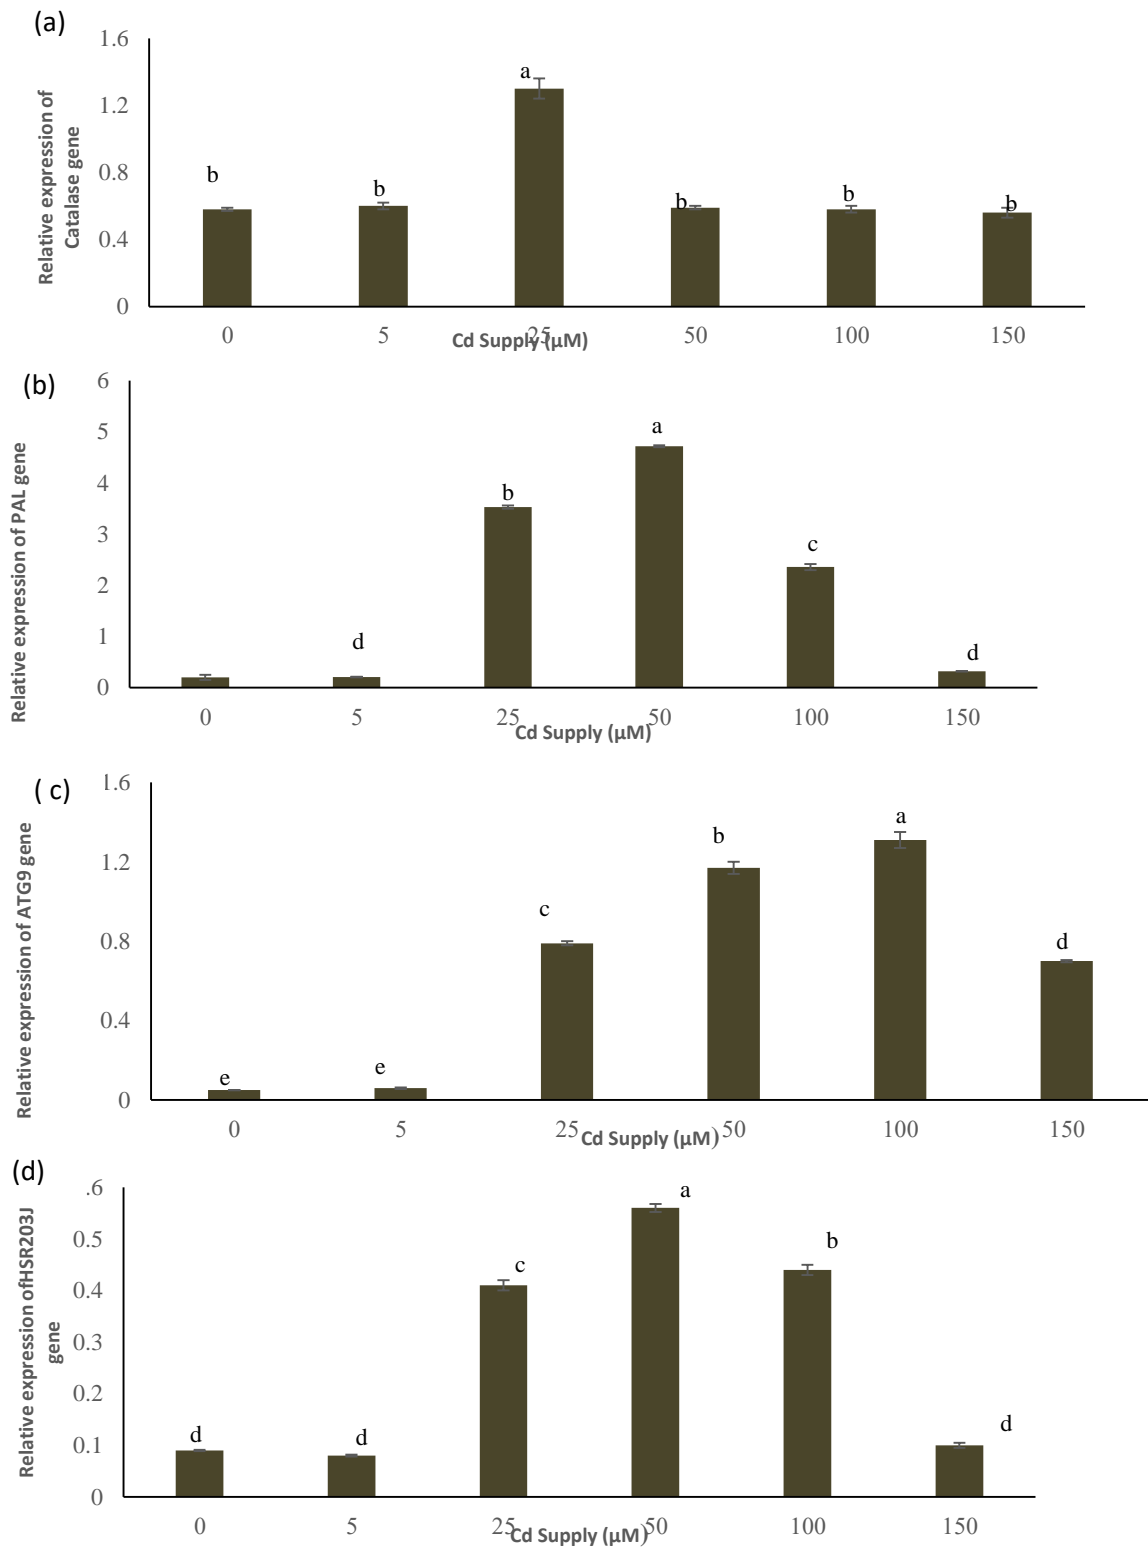 (a)
1.6
1.2
0.8
0.4
0
Relative expression of
Catalase gene
b
b
a
b
b
b
0 5 25 50 100 150
Cd Supply (µM)
(b)
6
5
4
3
2
1
0
Relative expression of PAL gene
d
b
a
c
d
0 5 25 50 100 150
Cd Supply (µM)
( c)
1.6
1.2
0.8
0.4
0
Relative expression of ATG9 gene
e
e
c
b
a
d
0 5 25 50 100 150
Cd Supply (µM)
(d)
.6
0.5
0.4
0.3
0.2
0.1
0
Relative expression ofHSR203J
gene
d
d
c
a
b
d
0 5 25 50 100 150
Cd Supply (µM)